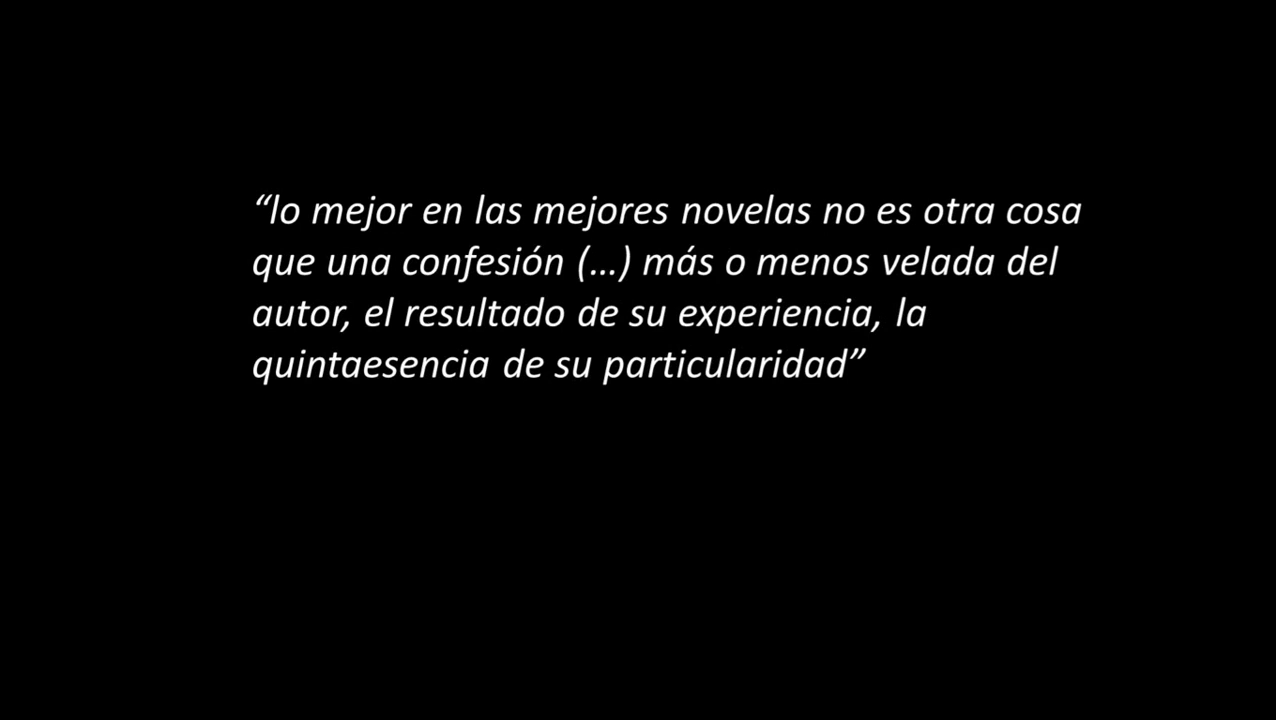 “lo mejor en las mejores novelas no es otra cosa
que una confesión (…) más o menos velada del
autor, el resultado de su experiencia, la
quintaesencia de su particularidad”